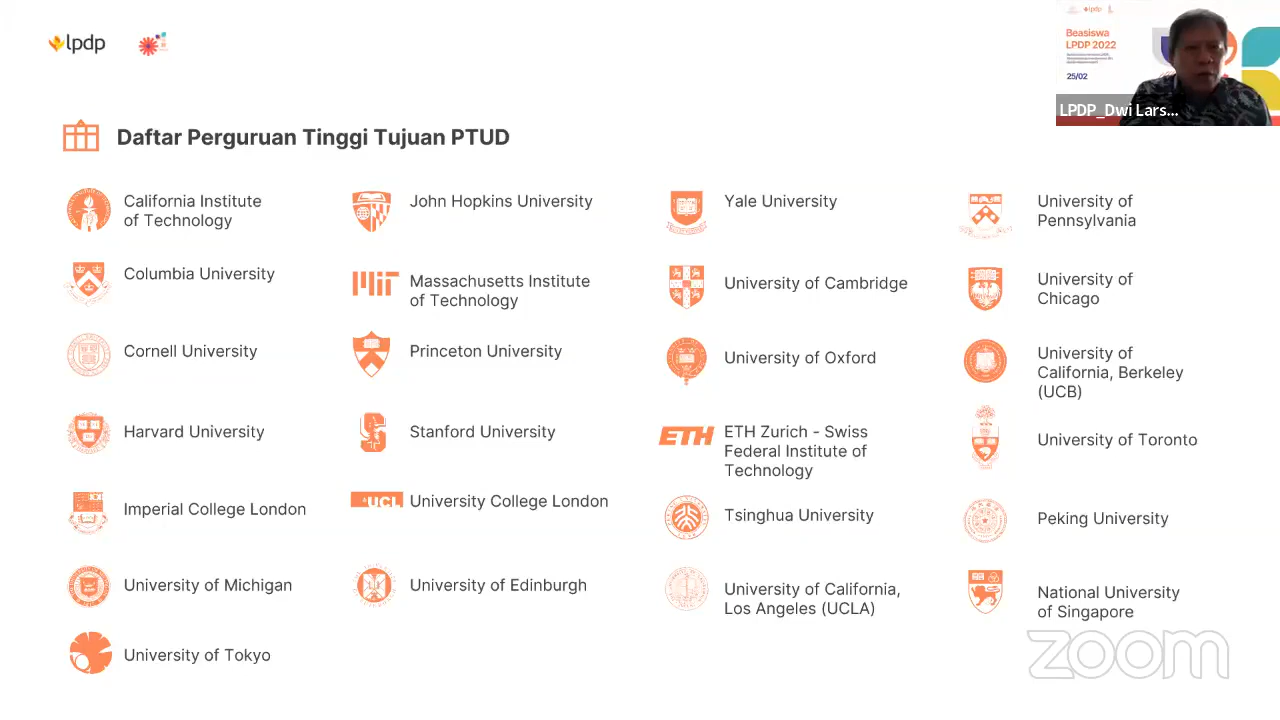 lpdp
lpdp
Beasiswa
LPDP 2022
25/02
LPDP_Dwi Lars...
Daftar Perguruan Tinggi Tujuan PTUD
California Institute
of Technology
John Hopkins University
Yale University
University of
Pennsylvania
Columbia University
Massachusetts Institute
of Technology
University of Cambridge
University of
Chicago
Cornell University
Princeton University
University of Oxford
University of
California, Berkeley
(UCB)
Harvard University
Stanford University
ETH
ETH Zurich - Swiss
Federal Institute of
Technology
University of Toronto
Imperial College London
UCL
University College London
Tsinghua University
Peking University
University of Michigan
University of Edinburgh
University of California,
Los Angeles (UCLA)
National University
of Singapore
University of Tokyo
MIT
zoom